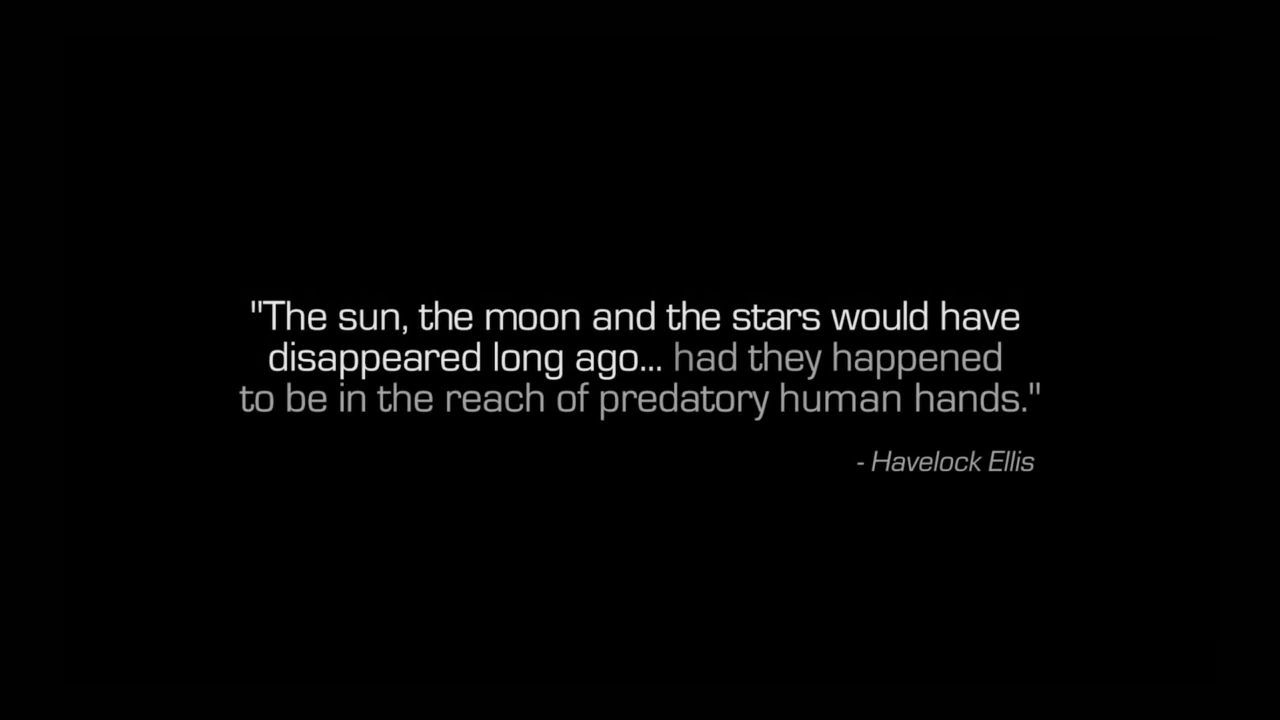 "The sun, the moon and the stars would have
disappeared long ago... had they happened
to be in the reach of predatory human hands."
- Havelock Ellis